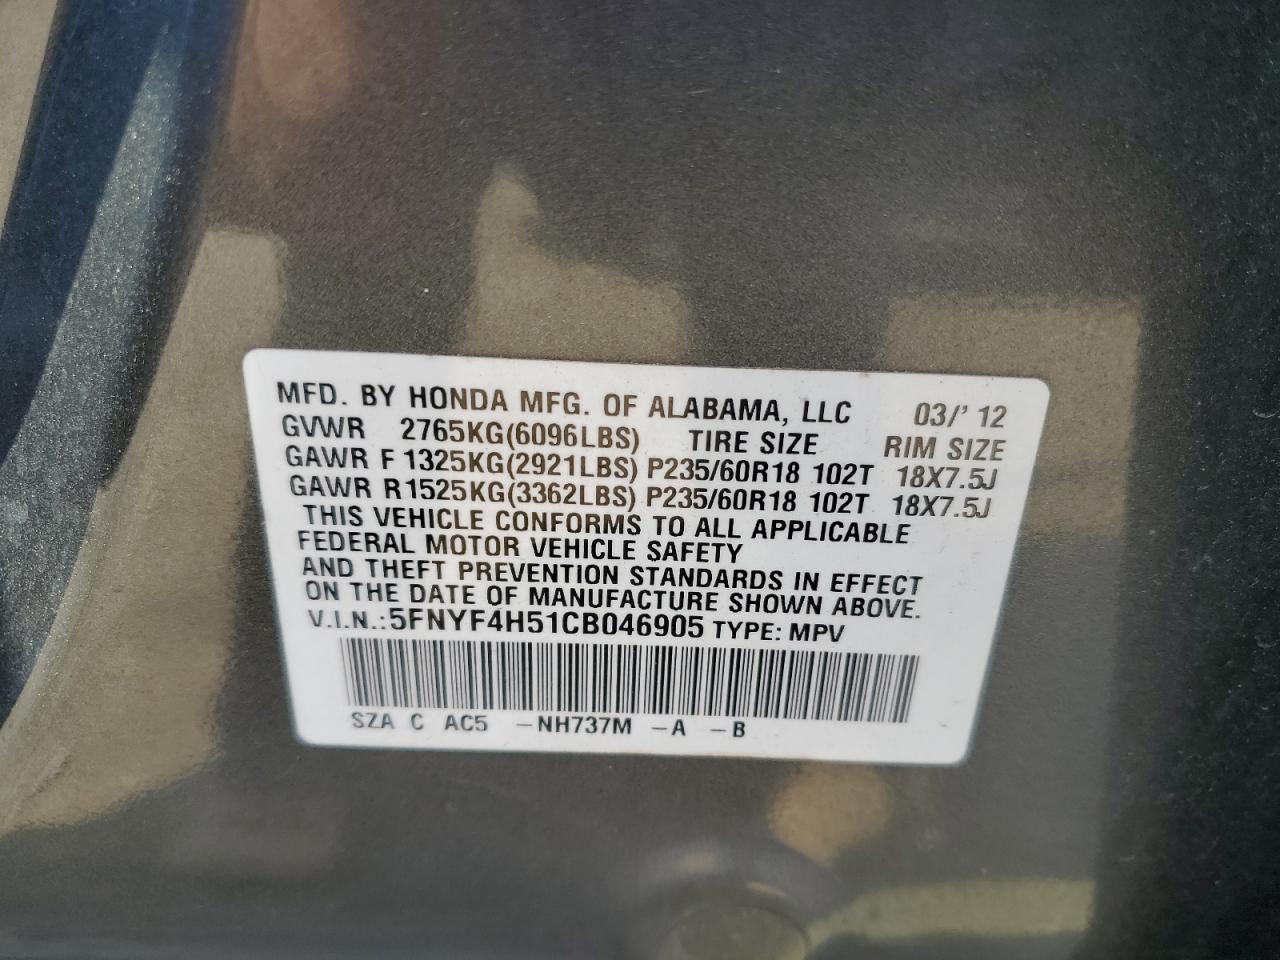 MFD. BY HONDA MFG. OF ALABAMA, LLC 03/' 12
GVWR 2765KG(6096LBS) TIRE SIZE RIM SIZE
GAWR F 1325KG(2921LBS) P235/60R18 102T 18X7.5J
GAWR R1525KG(3362LBS) P235/60R18 102T 18X7.5J
THIS VEHICLE CONFORMS TO ALL APPLICABLE
FEDERAL MOTOR VEHICLE SAFETY
AND THEFT PREVENTION STANDARDS IN EFFECT
ON THE DATE OF MANUFACTURE SHOWN ABOVE.
V.I.N.:5FNYF4H51CB046905 TYPE: MPV
SZA C AC5 -NH737M -A -B